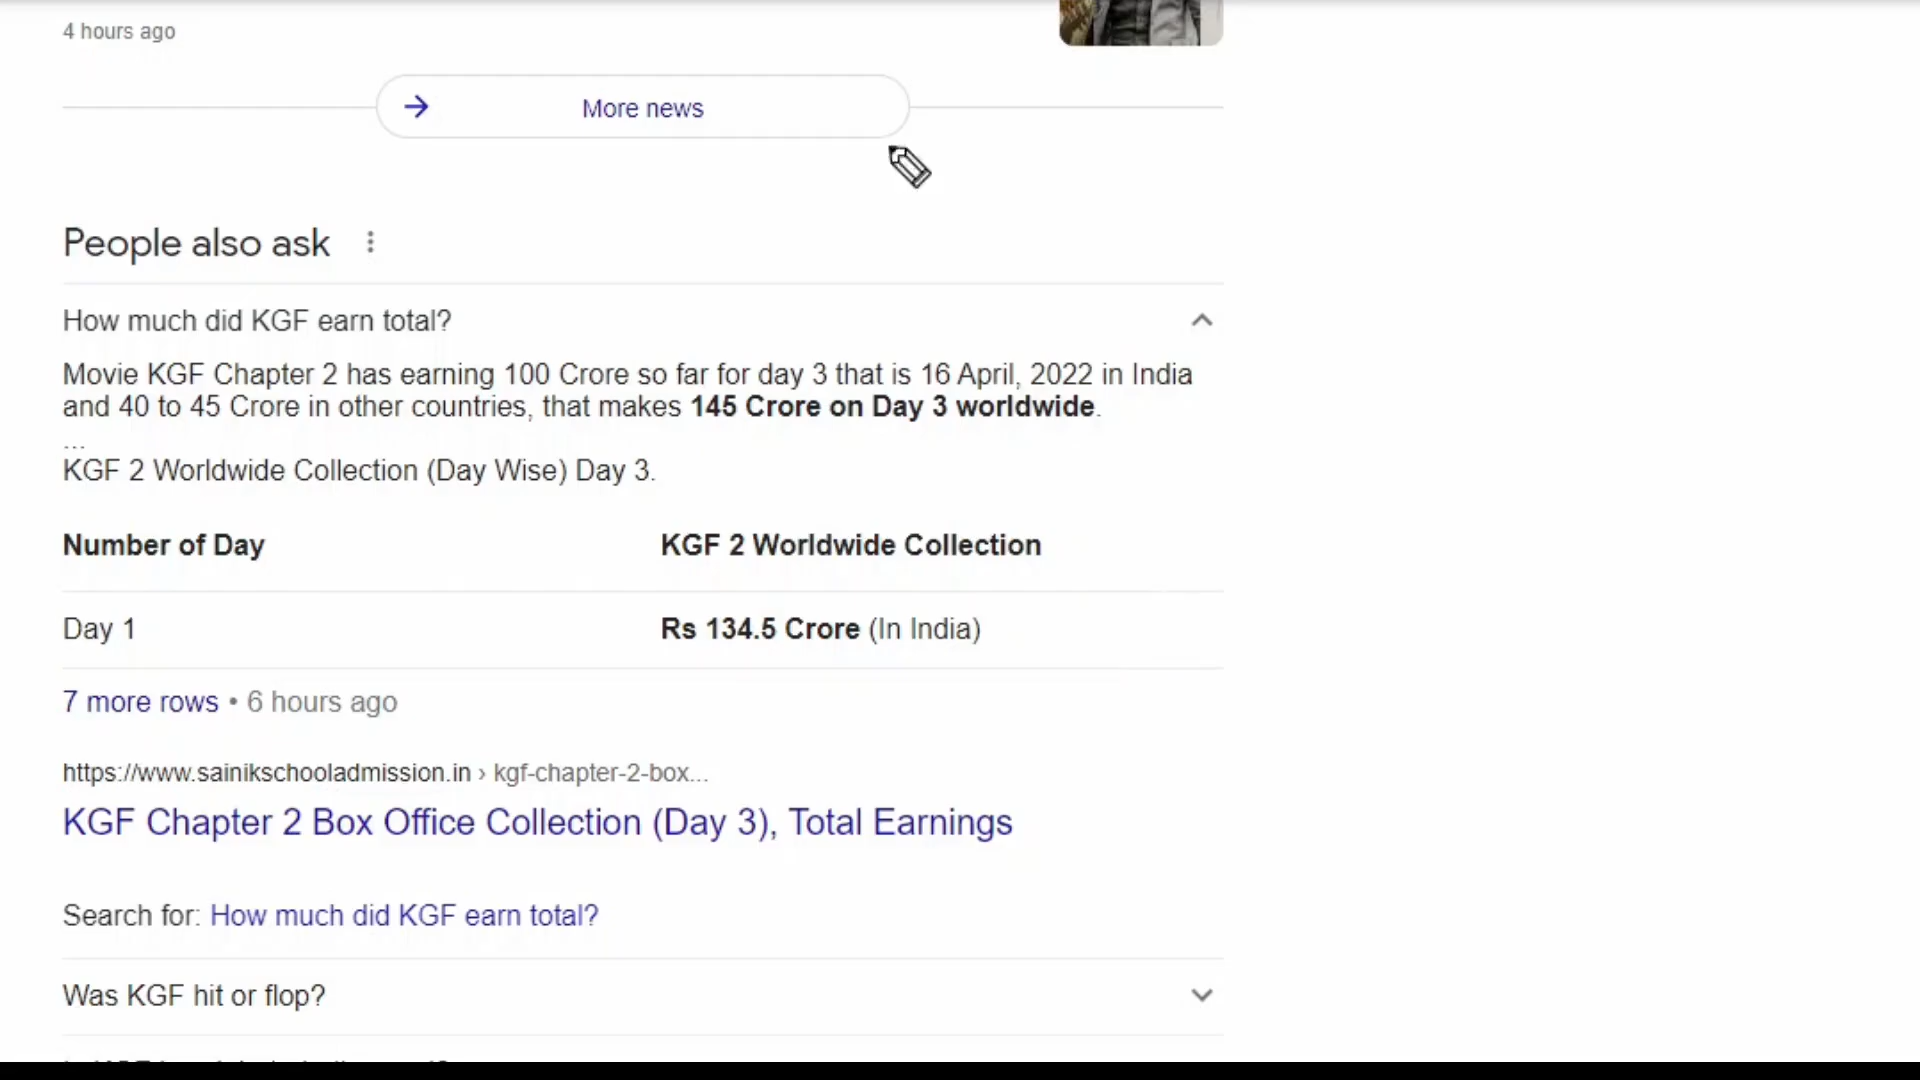 4 hours ago
More news
People also ask
How much did KGF earn total?
Movie KGF Chapter 2 has earning 100 Crore so far for day 3 that is 16 April, 2022 in India
and 40 to 45 Crore in other countries, that makes 145 Crore on Day 3 worldwide.
...
KGF 2 Worldwide Collection (Day Wise) Day 3.
Number of Day KGF 2 Worldwide Collection
Day 1 Rs 134.5 Crore (In India)
7 more rows • 6 hours ago
https://www.sainikschooladmission.in › kgf-chapter-2-box...
KGF Chapter 2 Box Office Collection (Day 3), Total Earnings
Search for: How much did KGF earn total?
Was KGF hit or flop?